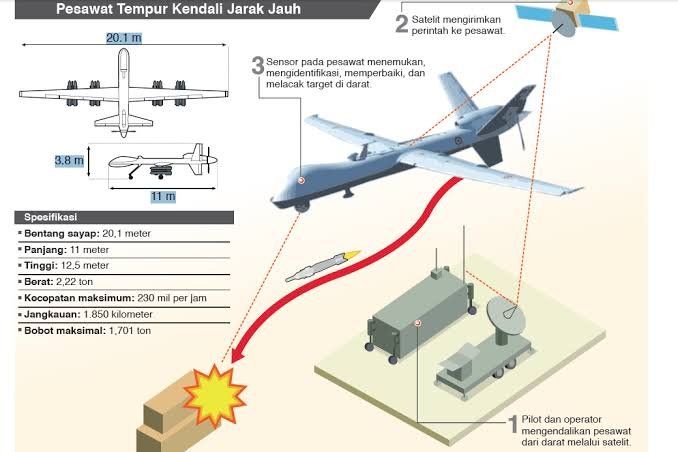 Pesawat Tempur Kendali Jarak Jauh
20.1 m
3.8 m
11 m
2 Satelit mengirimkan
perintah ke pesawat.
3 Sensor pada pesawat menemukan,
mengidentifikasi, memperbaiki, dan
melacak target di darat.
Spesifikasi
Bentang sayap: 20,1 meter
Panjang: 11 meter
Tinggi: 12,5 meter
Berat: 2,22 ton
Kocopatan maksimum: 230 mil per jam
Jangkauan: 1.850 kilometer
Bobot maksimal: 1,701 ton
1 Pilot dan operator
mengendalikan pesawat
dari darat melalui satelit.